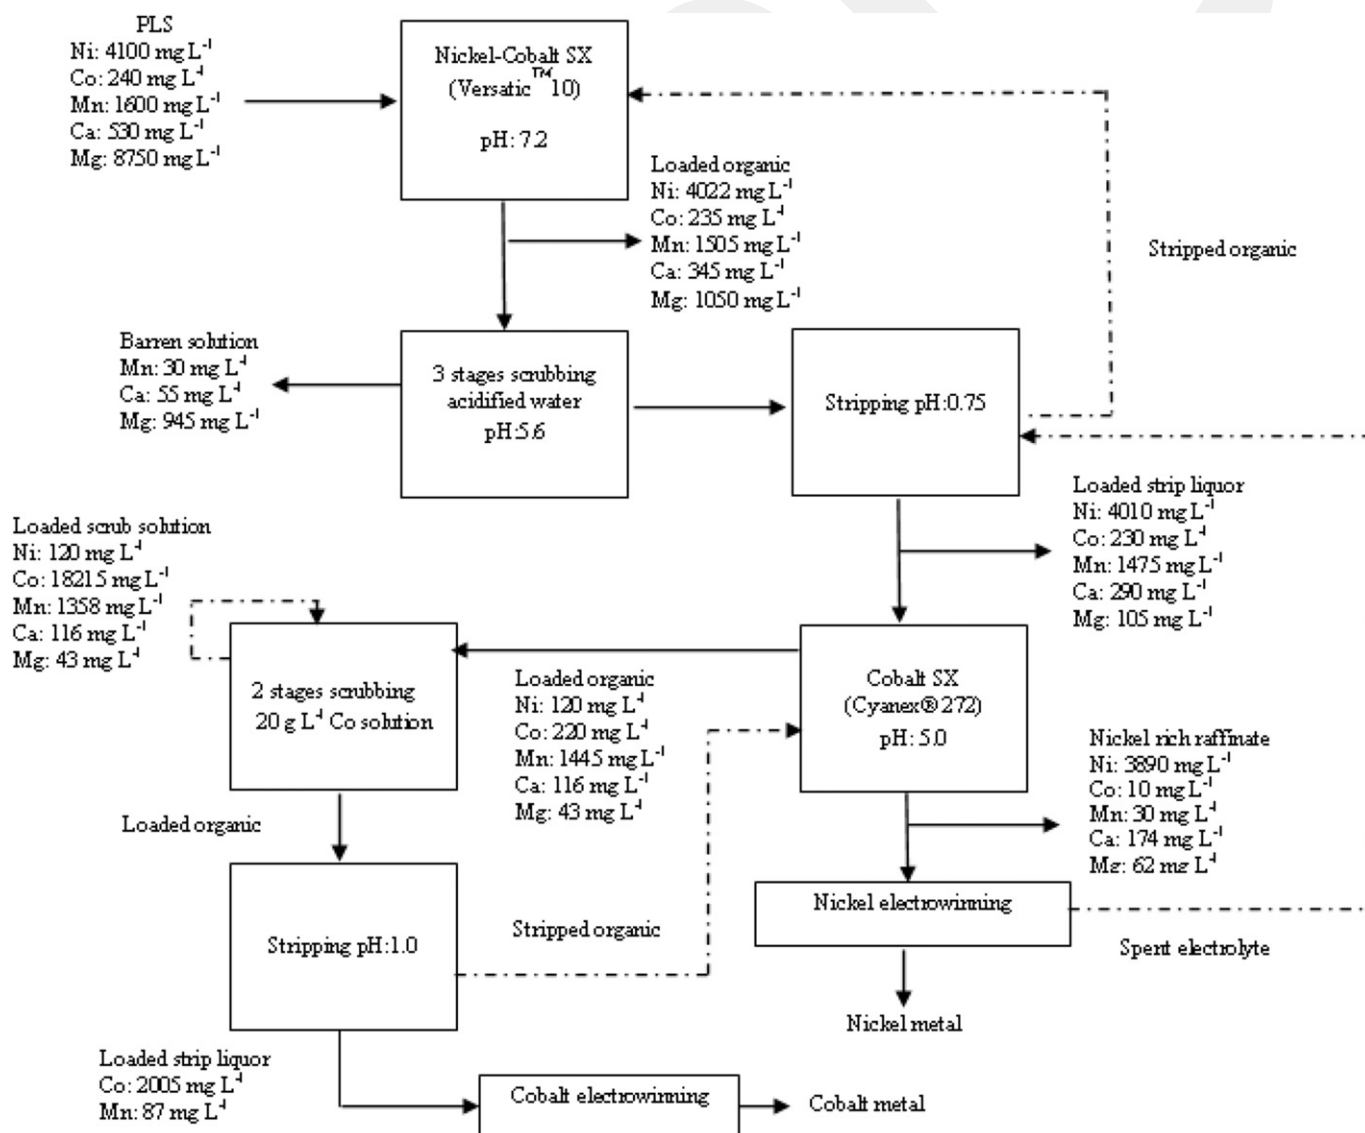 PLS
Ni: 4100 mg L⁻¹
Co: 240 mg L⁻¹
Mn: 1600 mg L⁻¹
Ca: 530 mg L⁻¹
Mg: 8750 mg L⁻¹
Nickel-Cobalt SX
(Versatic™10)
pH: 7.2
Loaded organic
Ni: 4022 mg L⁻¹
Co: 235 mg L⁻¹
Mn: 1505 mg L⁻¹
Ca: 345 mg L⁻¹
Mg: 1050 mg L⁻¹
Stripped organic
Barren solution
Mn: 30 mg L⁻¹
Ca: 55 mg L⁻¹
Mg: 945 mg L⁻¹
3 stages scrubbing
acidified water
pH:5.6
Stripping pH:0.75
Loaded strip liquor
Ni: 4010 mg L⁻¹
Co: 230 mg L⁻¹
Mn: 1475 mg L⁻¹
Ca: 290 mg L⁻¹
Mg: 105 mg L⁻¹
Loaded scrub solution
Ni: 120 mg L⁻¹
Co: 18215 mg L⁻¹
Mn: 1358 mg L⁻¹
Ca: 116 mg L⁻¹
Mg: 43 mg L⁻¹
2 stages scrubbing
20 g L⁻¹ Co solution
Loaded organic
Ni: 120 mg L⁻¹
Co: 220 mg L⁻¹
Mn: 1445 mg L⁻¹
Ca: 116 mg L⁻¹
Mg: 43 mg L⁻¹
Cobalt SX
(Cyanex®272)
pH: 5.0
Nickel rich raffinate
Ni: 3890 mg L⁻¹
Co: 10 mg L⁻¹
Mn: 30 mg L⁻¹
Ca: 174 mg L⁻¹
Mg: 62 mg L⁻¹
Loaded organic
Stripping pH:1.0
Stripped organic
Nickel electrowinning
Spent electrolyte
Nickel metal
Loaded strip liquor
Co: 2005 mg L⁻¹
Mn: 87 mg L⁻¹
Cobalt electrowinning
Cobalt metal